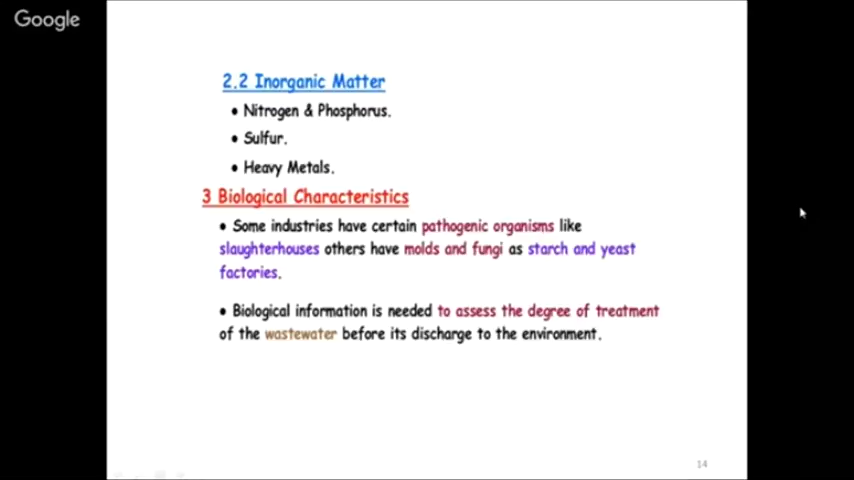 Google
2.2 Inorganic Matter
• Nitrogen & Phosphorus.
• Sulfur.
• Heavy Metals.
3 Biological Characteristics
• Some industries have certain pathogenic organisms like
slaughterhouses others have molds and fungi as starch and yeast
factories.
• Biological information is needed to assess the degree of treatment
of the wastewater before its discharge to the environment.
14